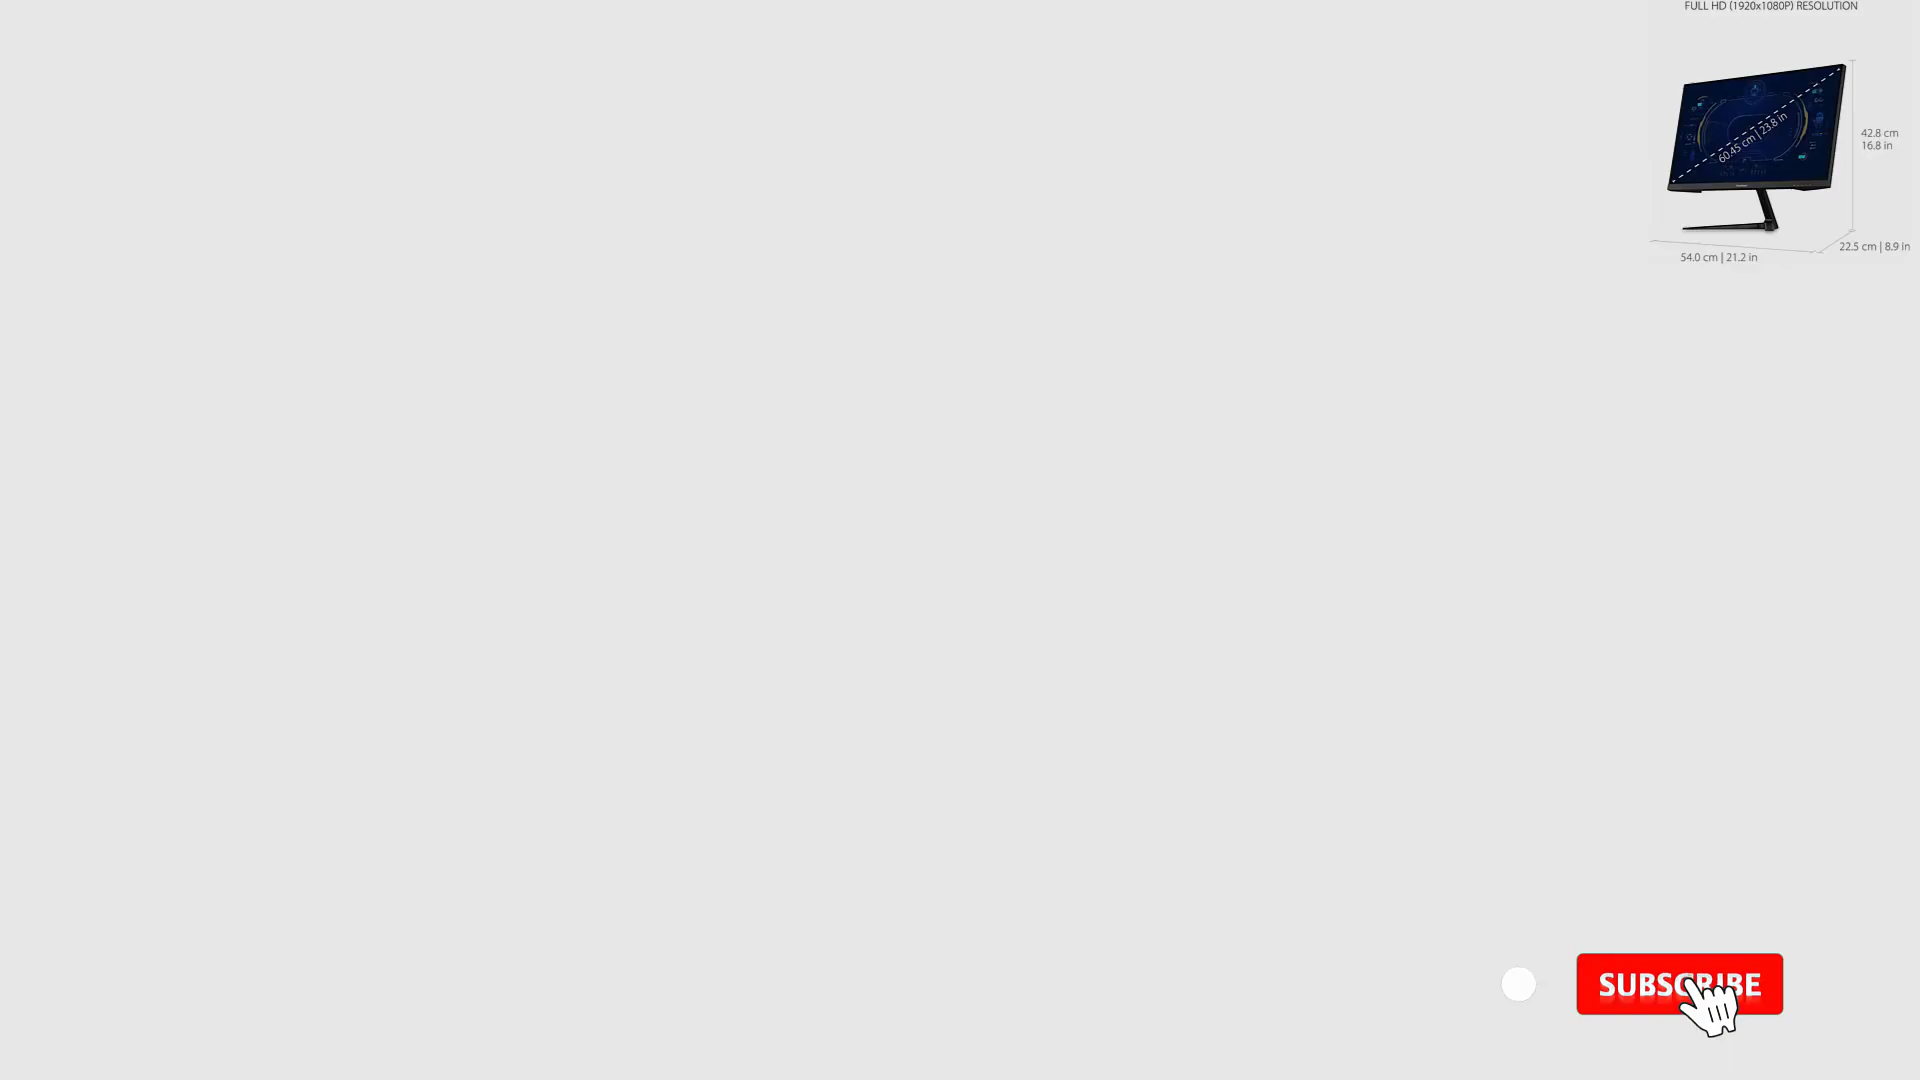 FULL HD (1920x1080P) RESOLUTION
60.45 cm | 23.8 in
42.8 cm
16.8 in
22.5 cm | 8.9 in
54.0 cm | 21.2 in
SUBSCRIBE